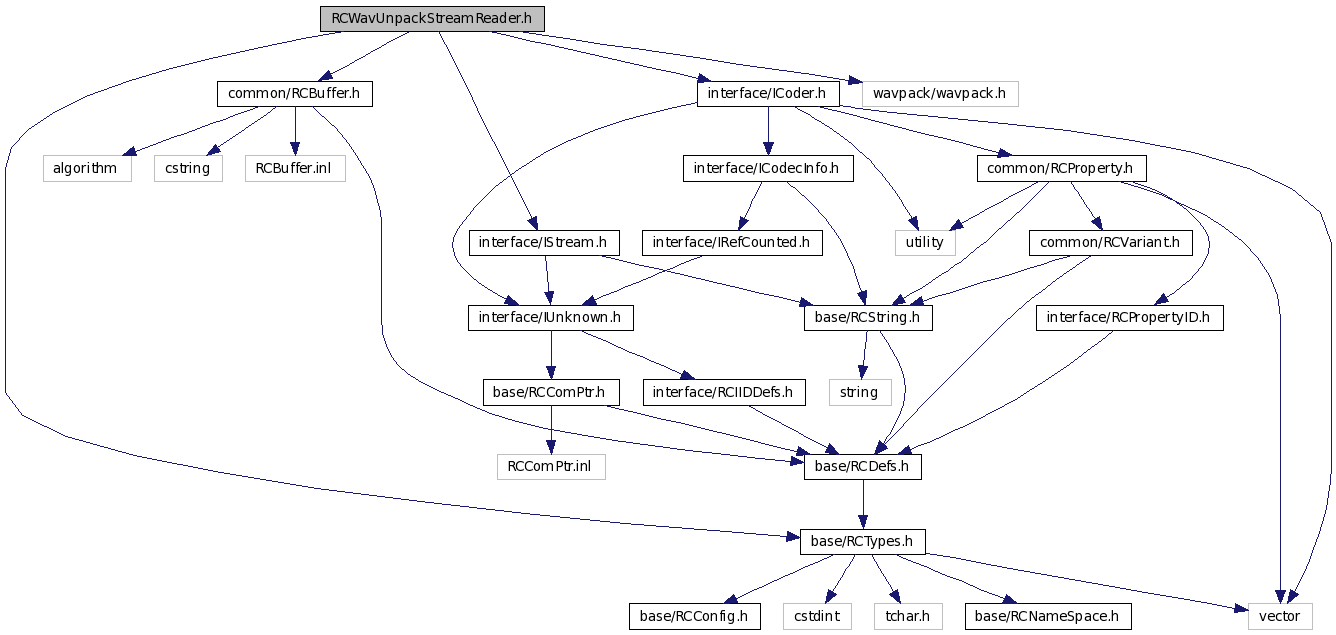 RCWavUnpackStreamReader.h
common/RCBuffer.h
interface/ICoder.h
wavpack/wavpack.h
algorithm
cstring
RCBuffer.inl
interface/ICodecInfo.h
common/RCProperty.h
interface/IStream.h
interface/IRefCounted.h
utility
common/RCVariant.h
interface/IUnknown.h
base/RCString.h
interface/RCPropertyID.h
base/RCComPtr.h
interface/RCIIDDefs.h
string
RCComPtr.inl
base/RCDefs.h
base/RCTypes.h
base/RCConfig.h
cstdint
tchar.h
base/RCNameSpace.h
vector